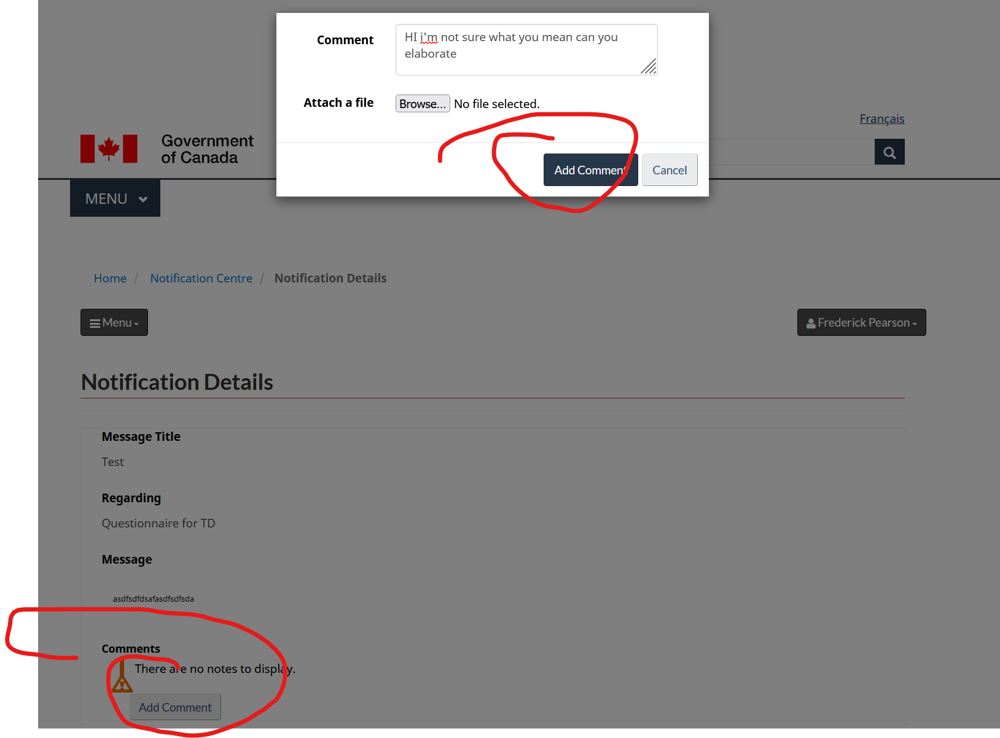 Comment
HI i'm not sure what you mean can you
elaborate
Attach a file
Browse... No file selected.
Français
Government
of Canada
Add Comment
Cancel
MENU
Home / Notification Centre / Notification Details
Menu
Frederick Pearson
Notification Details
Message Title
Test
Regarding
Questionnaire for TD
Message
asdfsdfdsafasdfsdfsda
Comments
There are no notes to display.
Add Comment